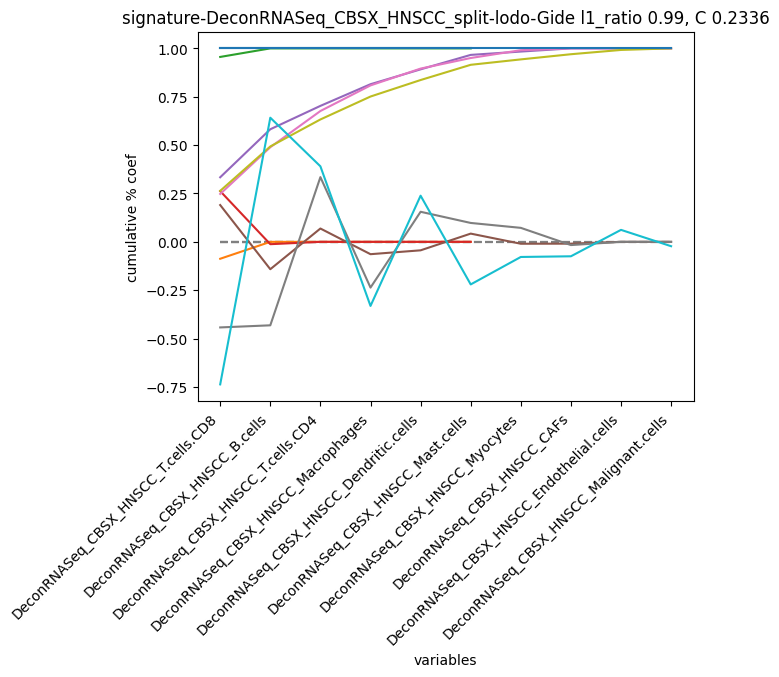 signature-DeconRNASeq_CBSX_HNSCC_split-lodo-Gide l1_ratio 0.99, C 0.2336
cumulative % coef
1.00
0.75
0.50
0.25
0.00
−0.25
−0.50
−0.75
DeconRNASeq_CBSX_HNSCC_T.cells.CD8
DeconRNASeq_CBSX_HNSCC_B.cells
DeconRNASeq_CBSX_HNSCC_T.cells.CD4
DeconRNASeq_CBSX_HNSCC_Macrophages
DeconRNASeq_CBSX_HNSCC_Dendritic.cells
DeconRNASeq_CBSX_HNSCC_Mast.cells
DeconRNASeq_CBSX_HNSCC_Myocytes
DeconRNASeq_CBSX_HNSCC_CAFs
DeconRNASeq_CBSX_HNSCC_Endothelial.cells
DeconRNASeq_CBSX_HNSCC_Malignant.cells
variables